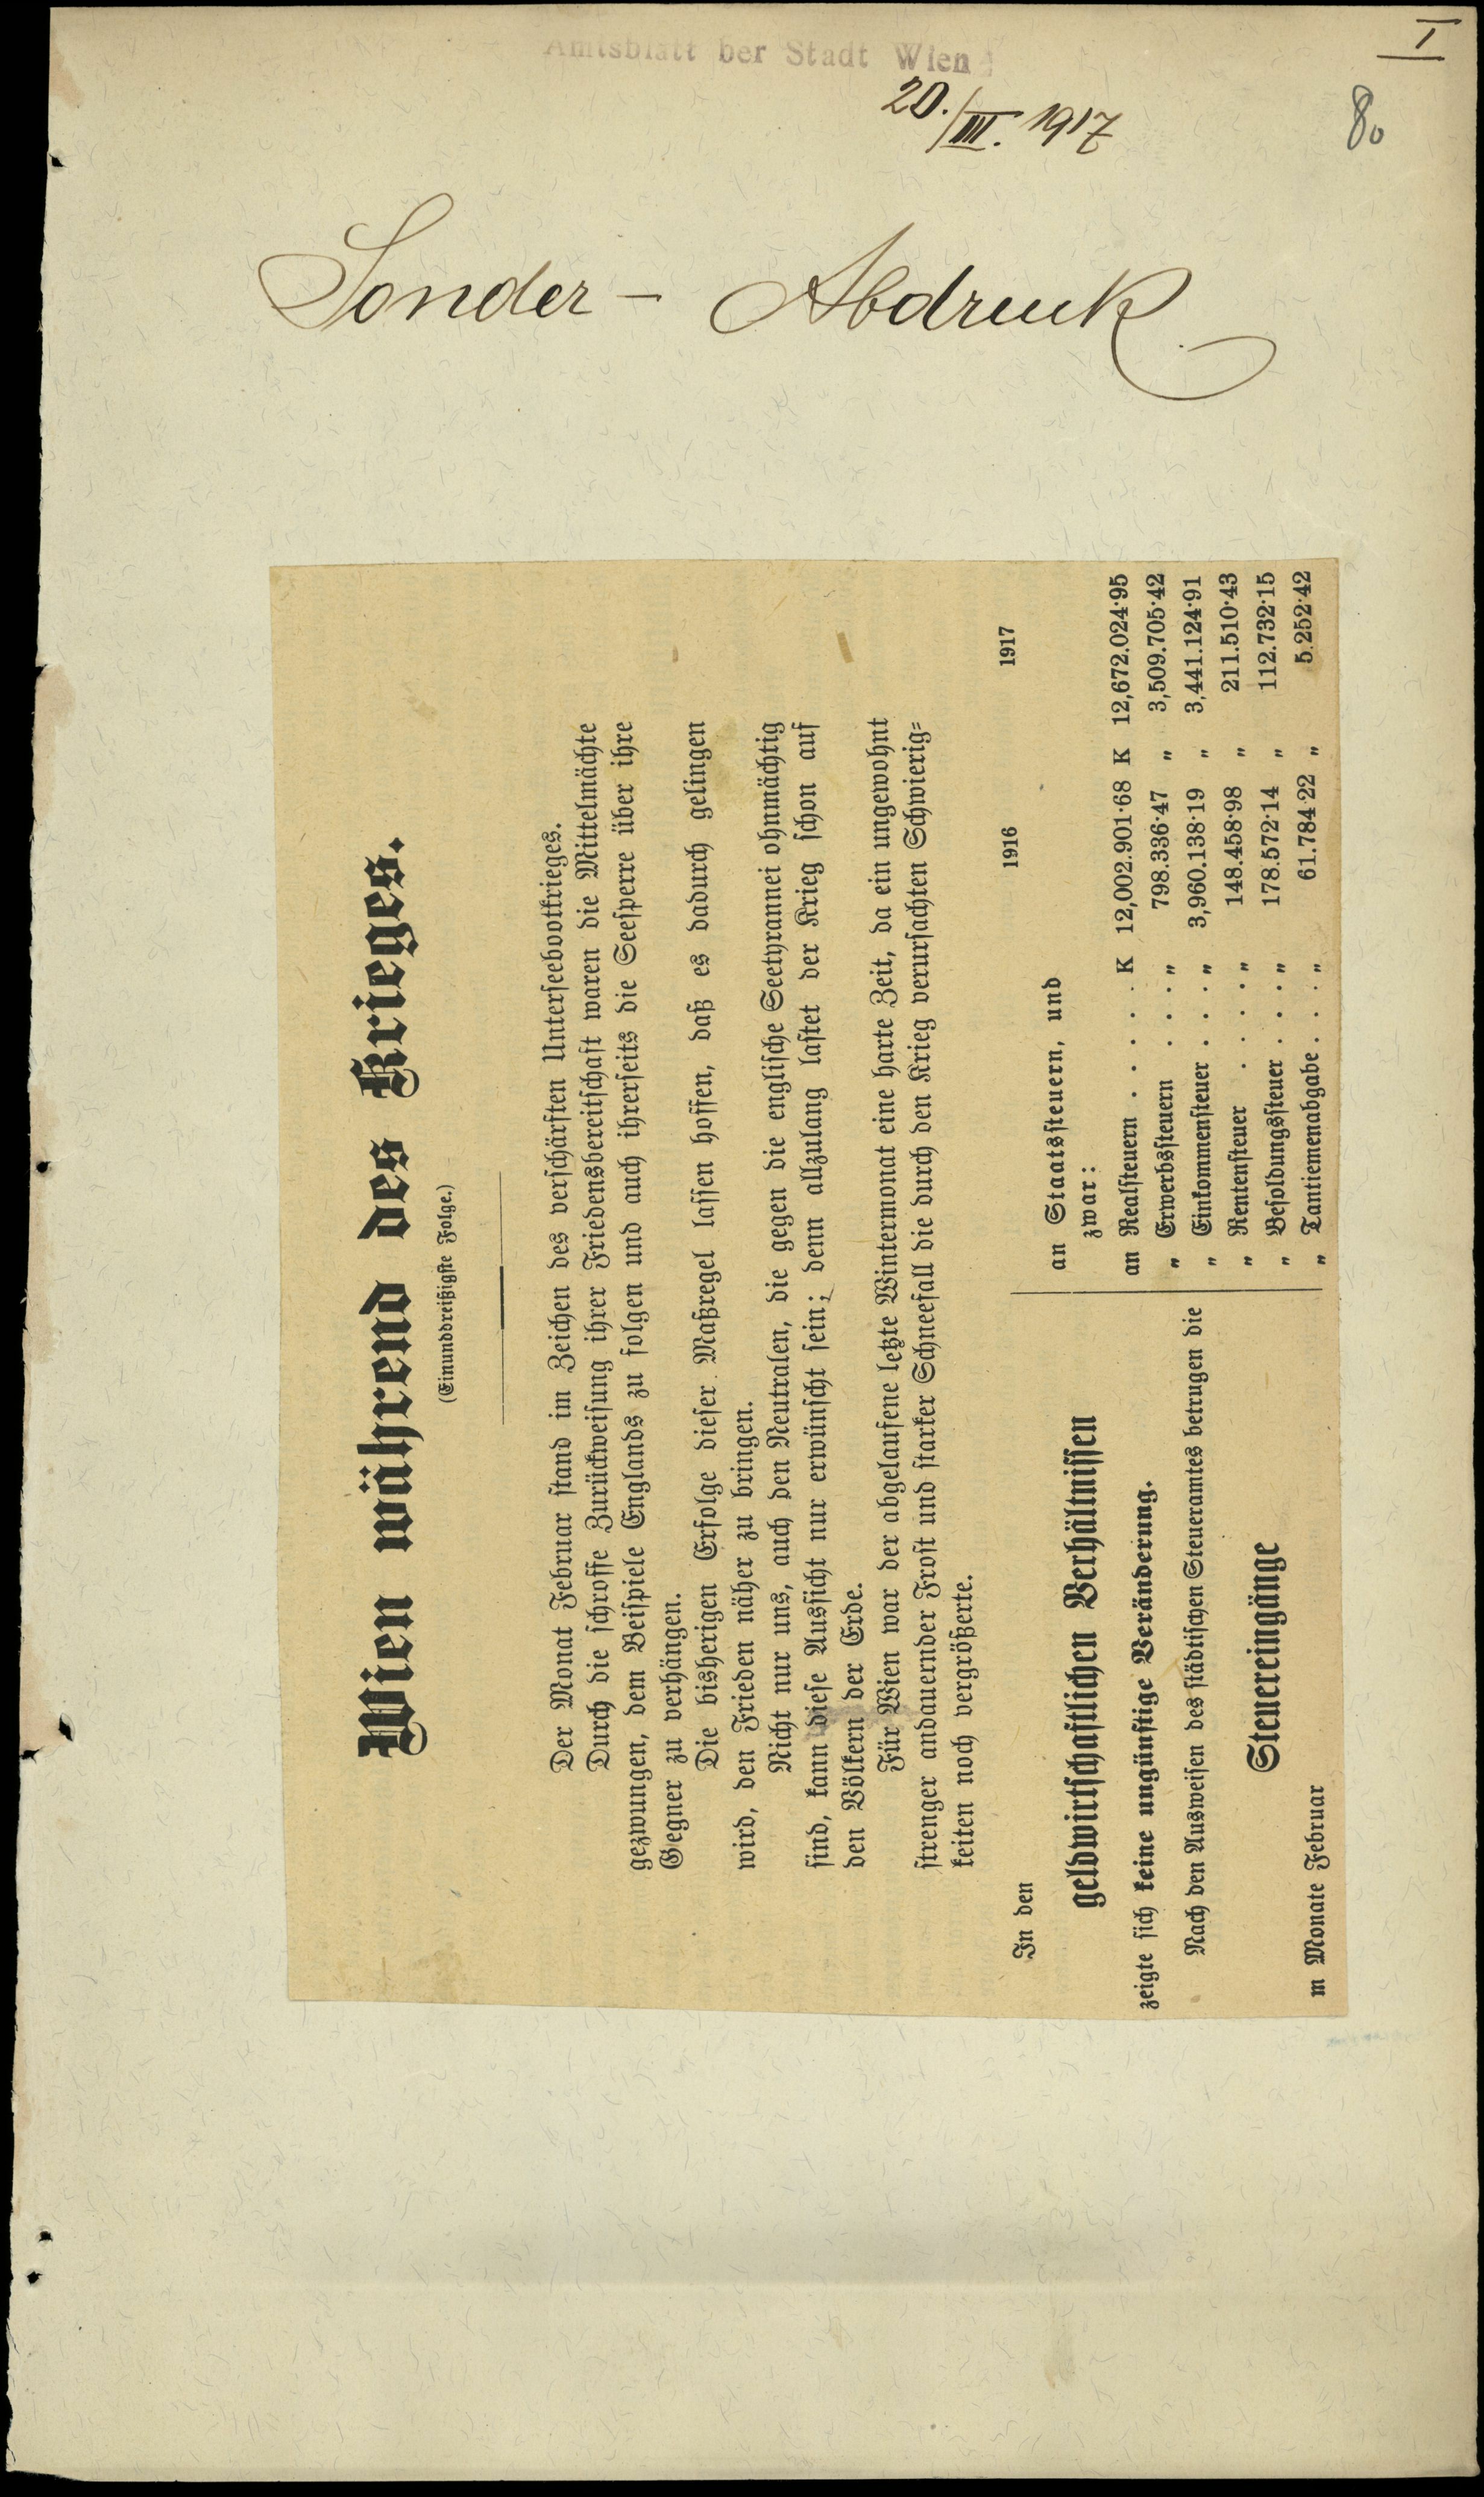 I
Amtsblatt der Stadt Wien
20./III. 1917
80
Sonder - Abdruck
Wien während des Krieges.
(Einunddreißigste Folge.)
Der Monat Februar stand im Zeichen des verschärften Unterseebootkrieges.
Durch die schroffe Zurückweisung ihrer Friedensbereitschaft waren die Mittelmächte
gezwungen, dem Beispiele Englands zu folgen und auch ihrerseits die Seesperre über ihre
Gegner zu verhängen.
Die bisherigen Erfolge dieser Maßregel lassen hoffen, daß es dadurch gelingen
wird, den Frieden näher zu bringen.
Nicht nur uns, auch den Neutralen, die gegen die englische Seetyrannei ohnmächtig
sind, kann diese Aussicht nur erwünscht sein; denn allzulang lastet der Krieg schon auf
den Völkern der Erde.
Für Wien war der abgelaufene letzte Wintermonat eine harte Zeit, da ein ungewohnt
strenger andauernder Frost und starker Schneefall die durch den Krieg verursachten Schwierig-
keiten noch vergrößerte.
In den
geldwirtschaftlichen Verhältnissen
zeigte sich keine ungünstige Veränderung.
Nach den Ausweisen des städtischen Steueramtes betrugen die
Steuereingänge
m Monate Februar
1916 1917
an Staatssteuern, und
zwar:
an Realsteuern . . . . . K 12,002.901·68 K 12,672.024·95
„ Erwerbssteuern . . . „ 798.336·47 „ 3,509.705·42
„ Einkommensteuer . . . „ 3,960.138·19 „ 3,441.124·91
„ Rentensteuer . . . . „ 148.458·98 „ 211.510·43
„ Besoldungssteuer . . . „ 178.572·14 „ 112.732·15
„ Tantiemenabgabe . . . „ 61.784·22 „ 5.252·42